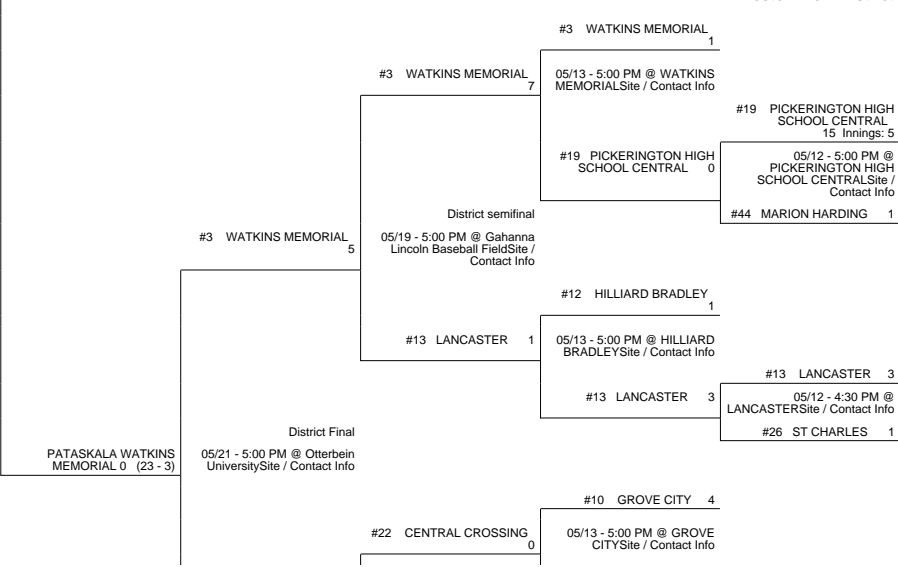 #3 WATKINS MEMORIAL
1
#3 WATKINS MEMORIAL
7
05/13 - 5:00 PM @ WATKINS
MEMORIALSite / Contact Info
#19 PICKERINGTON HIGH
SCHOOL CENTRAL
15 Innings: 5
#19 PICKERINGTON HIGH
SCHOOL CENTRAL 0
05/12 - 5:00 PM @
PICKERINGTON HIGH
SCHOOL CENTRALSite /
Contact Info
#44 MARION HARDING 1
District semifinal
#3 WATKINS MEMORIAL
5
05/19 - 5:00 PM @ Gahanna
Lincoln Baseball FieldSite /
Contact Info
#12 HILLIARD BRADLEY
1
#13 LANCASTER 1
05/13 - 5:00 PM @ HILLIARD
BRADLEYSite / Contact Info
#13 LANCASTER 3
#13 LANCASTER 3
05/12 - 4:30 PM @
LANCASTERSite / Contact Info
#26 ST CHARLES 1
District Final
PATASKALA WATKINS
MEMORIAL 0 (23 - 3)
05/21 - 5:00 PM @ Otterbein
UniversitySite / Contact Info
#10 GROVE CITY 4
#22 CENTRAL CROSSING
0
05/13 - 5:00 PM @ GROVE
CITYSite / Contact Info